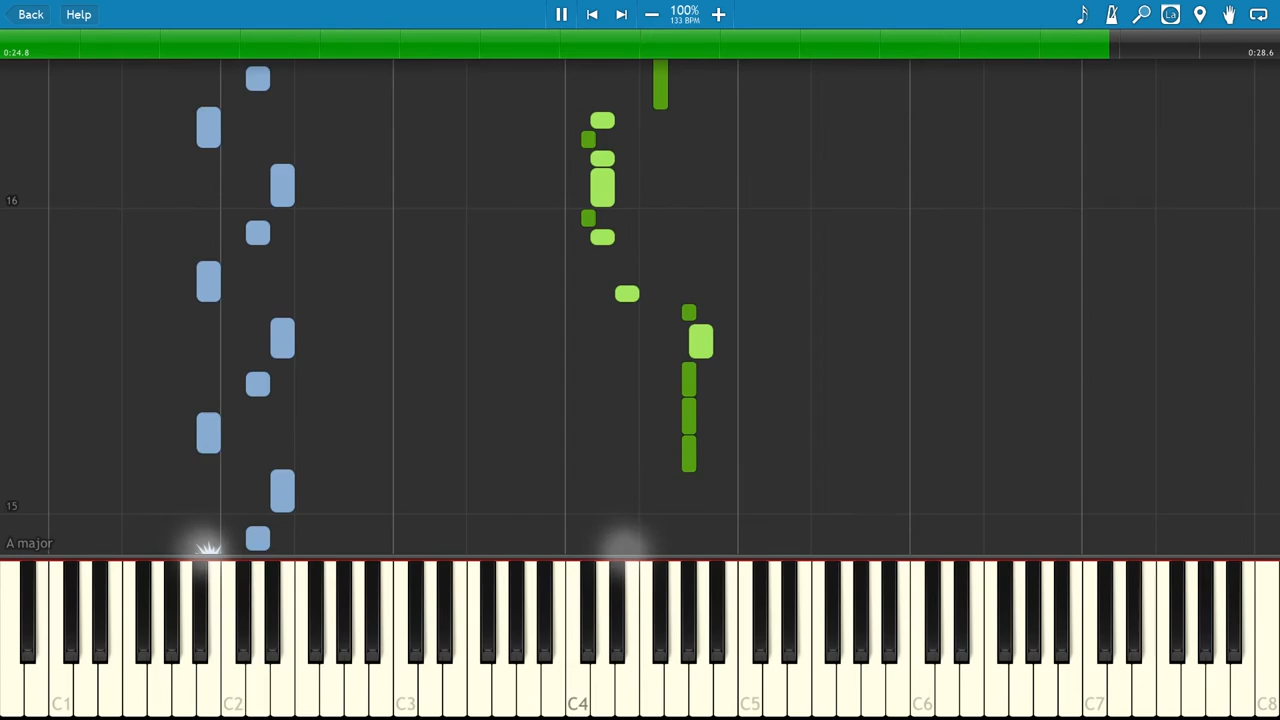 Back Help 100% La
133 BPM
0:24.8 0:28.6
16
15
A major
C1 C2 C3 C4 C5 C6 C7 C8